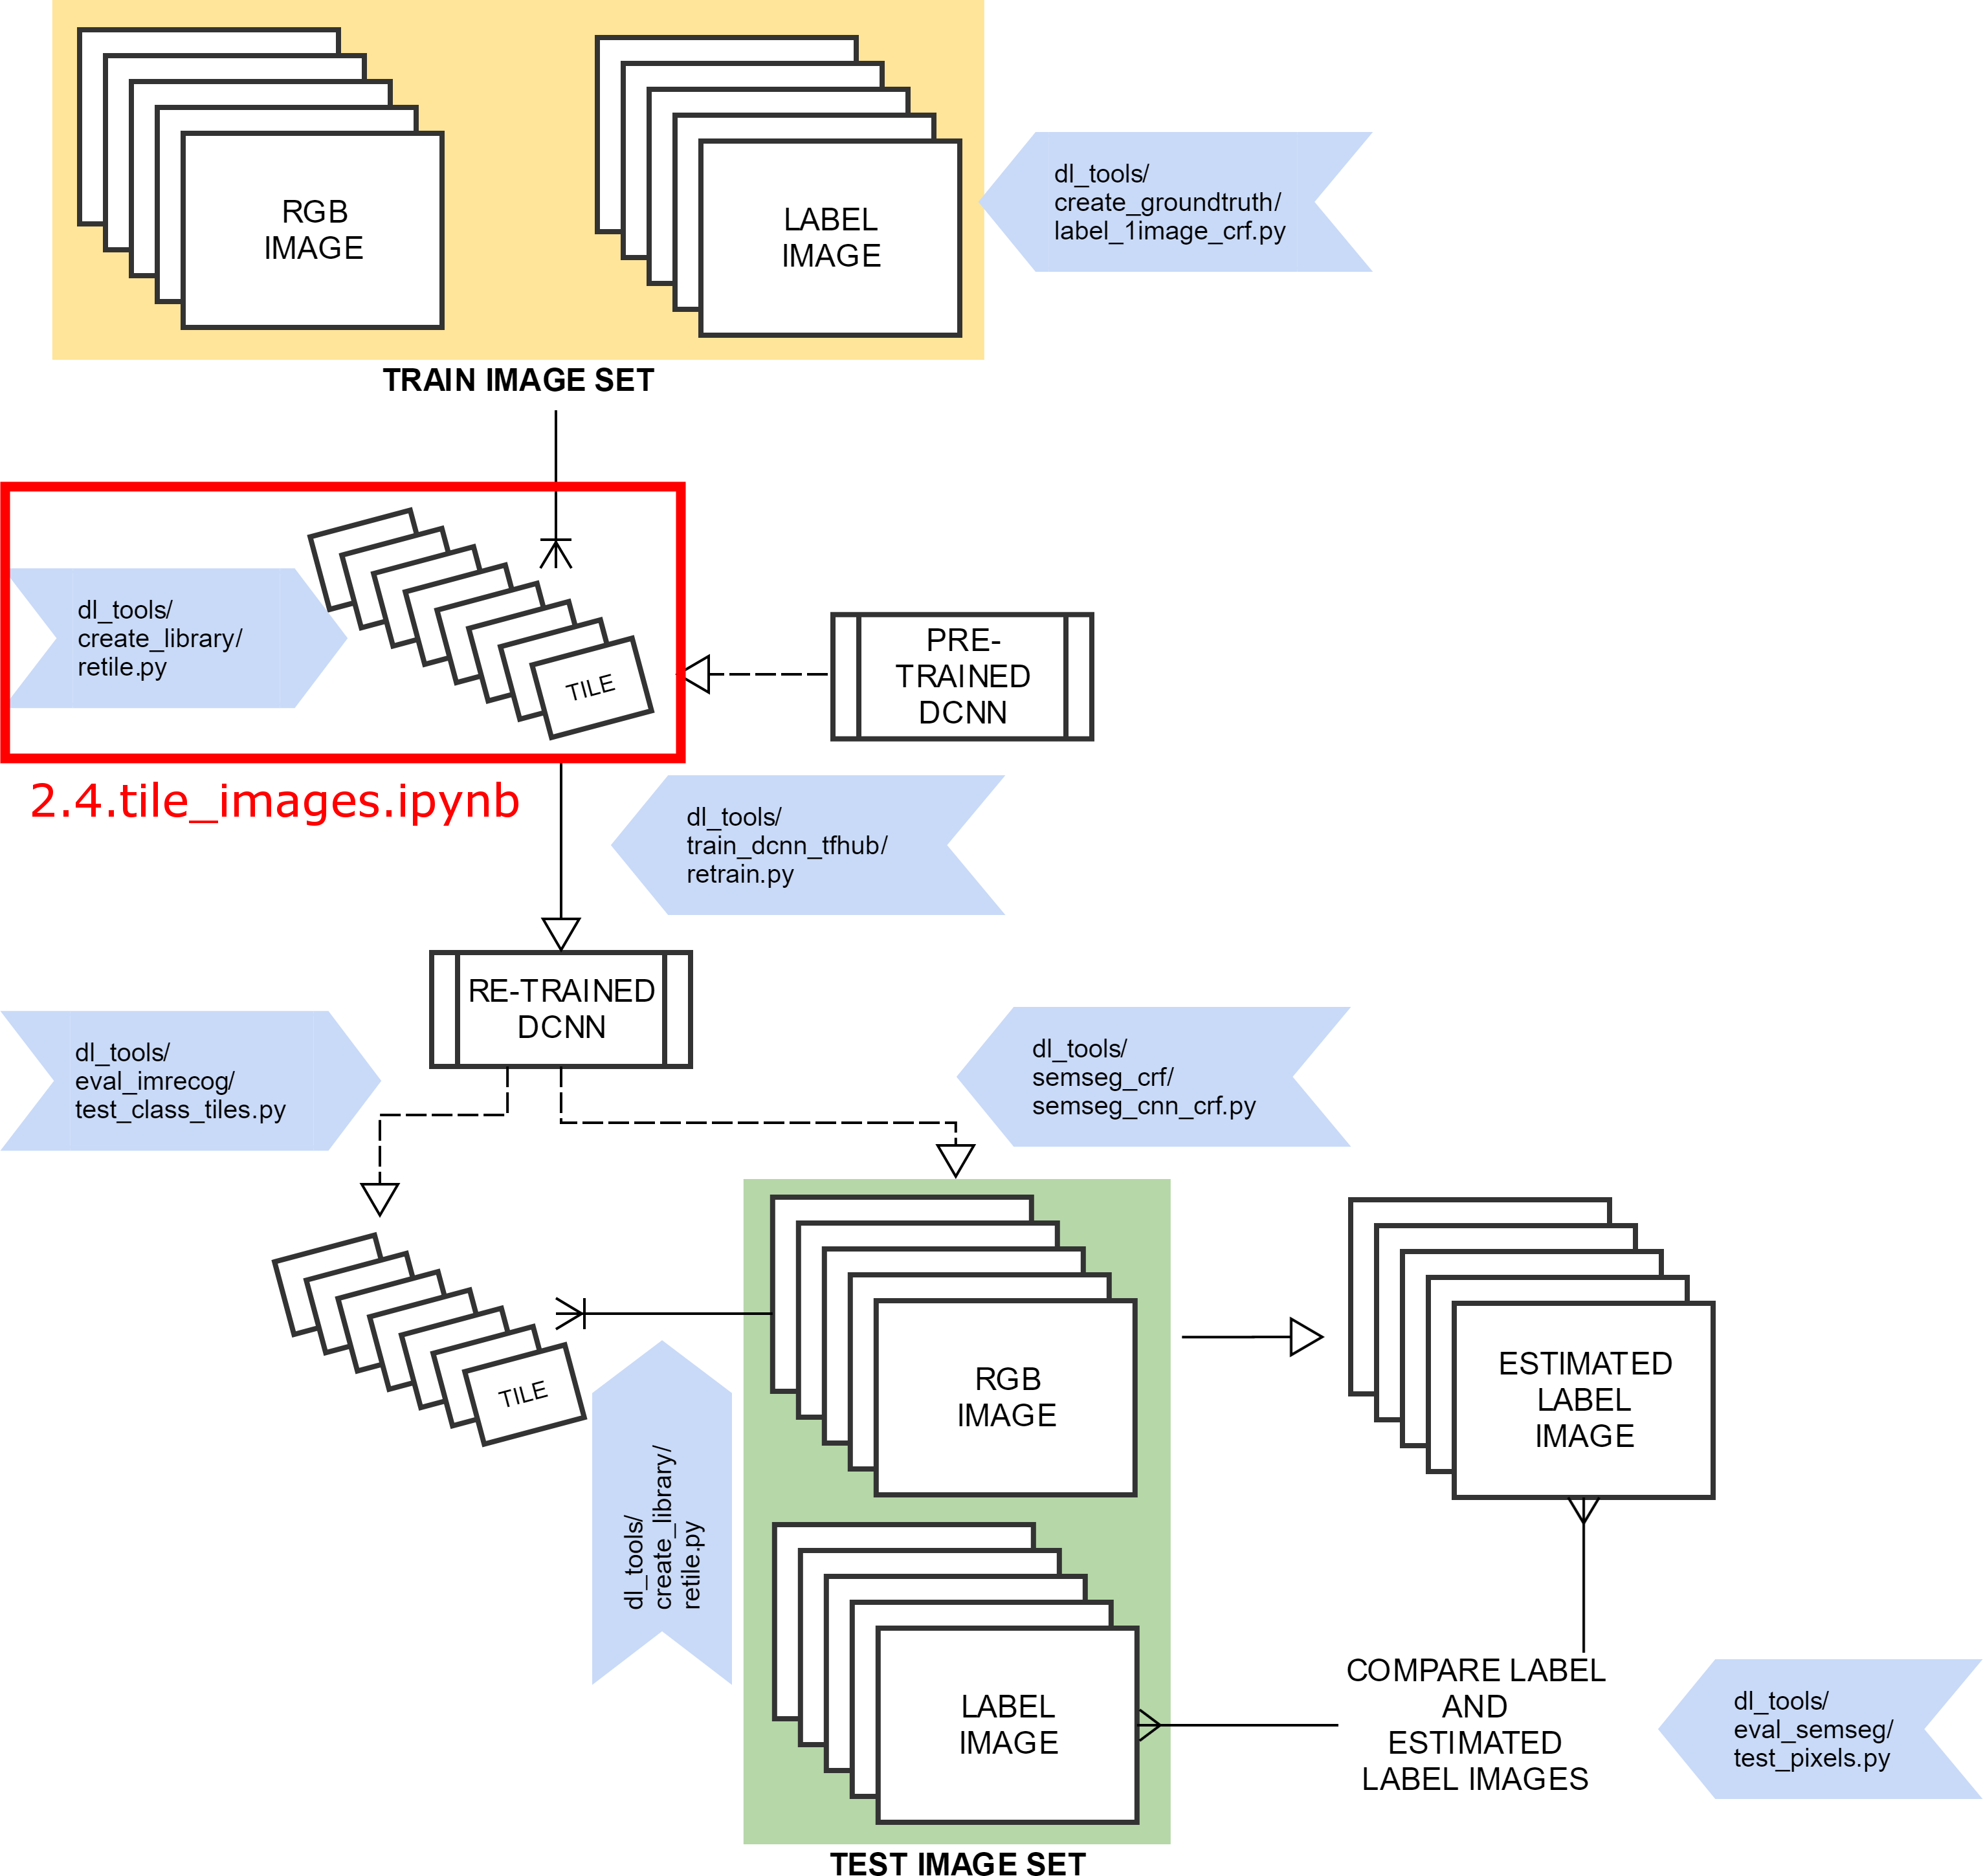 RGB
IMAGE
LABEL
IMAGE
dl_tools/
create_groundtruth/
label_1image_crf.py
TRAIN IMAGE SET
dl_tools/
create_library/
retile.py
TILE
PRE-
TRAINED
DCNN
2.4.tile_images.ipynb
dl_tools/
train_dcnn_tfhub/
retrain.py
RE-TRAINED
DCNN
dl_tools/
eval_imrecog/
test_class_tiles.py
dl_tools/
semseg_crf/
semseg_cnn_crf.py
TILE
dl_tools/
create_library/
retile.py
RGB
IMAGE
ESTIMATED
LABEL
IMAGE
LABEL
IMAGE
COMPARE LABEL
AND
ESTIMATED
LABEL IMAGES
dl_tools/
eval_semseg/
test_pixels.py
TEST IMAGE SET